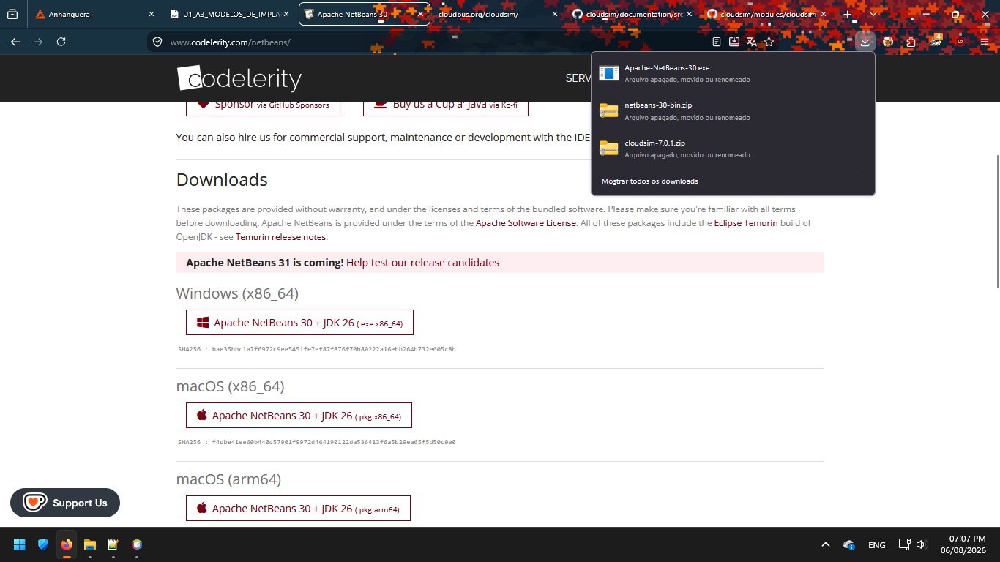 Anhanguera
U1_A3_MODELOS_DE_IMPLA
Apache NetBeans 30
cloudbus.org/cloudsim/
cloudsim/documentation/src
cloudsim/modules/cloudsim
www.codelerity.com/netbeans/
4
UD
codelerity
SERV
Apache-NetBeans-30.exe
Arquivo apagado, movido ou renomeado
netbeans-30-bin.zip
Arquivo apagado, movido ou renomeado
cloudsim-7.0.1.zip
Arquivo apagado, movido ou renomeado
Mostrar todos os downloads
Sponsor via GitHub Sponsors
Buy us a Cup a' Java via Ko-fi
You can also hire us for commercial support, maintenance or development with the IDE
Downloads
These packages are provided without warranty, and under the licenses and terms of the bundled software. Please make sure you're familiar with all terms
before downloading. Apache NetBeans is provided under the terms of the Apache Software License. All of these packages include the Eclipse Temurin build of
OpenJDK - see Temurin release notes.
Apache NetBeans 31 is coming! Help test our release candidates
Windows (x86_64)
Apache NetBeans 30 + JDK 26 (.exe x86_64)
SHA256 : bae35bbc1a7f6972c9ee5451fe7ef87f876f70b80222a16ebb264b732e605c8b
macOS (x86_64)
Apache NetBeans 30 + JDK 26 (.pkg x86_64)
SHA256 : f4dbe41ee60b440d57901f9972d464190122da536413f6a5b29ea65f5d50c0e0
macOS (arm64)
Apache NetBeans 30 + JDK 26 (.pkg arm64)
Support Us
ENG
07:07 PM
06/08/2026